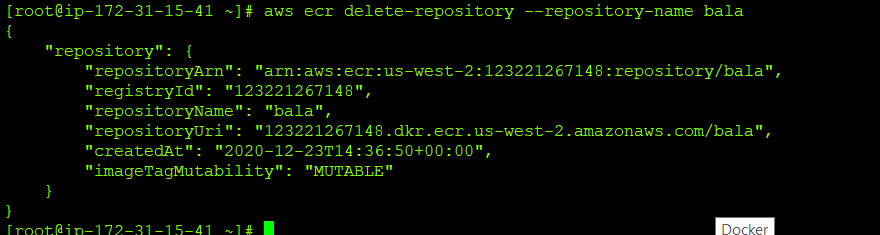 [root@ip-172-31-15-41 ~]# aws ecr delete-repository --repository-name bala
{
    "repository": {
        "repositoryArn": "arn:aws:ecr:us-west-2:123221267148:repository/bala",
        "registryId": "123221267148",
        "repositoryName": "bala",
        "repositoryUri": "123221267148.dkr.ecr.us-west-2.amazonaws.com/bala",
        "createdAt": "2020-12-23T14:36:50+00:00",
        "imageTagMutability": "MUTABLE"
    }
}
[root@ip-172-31-15-41 ~]#
Docker